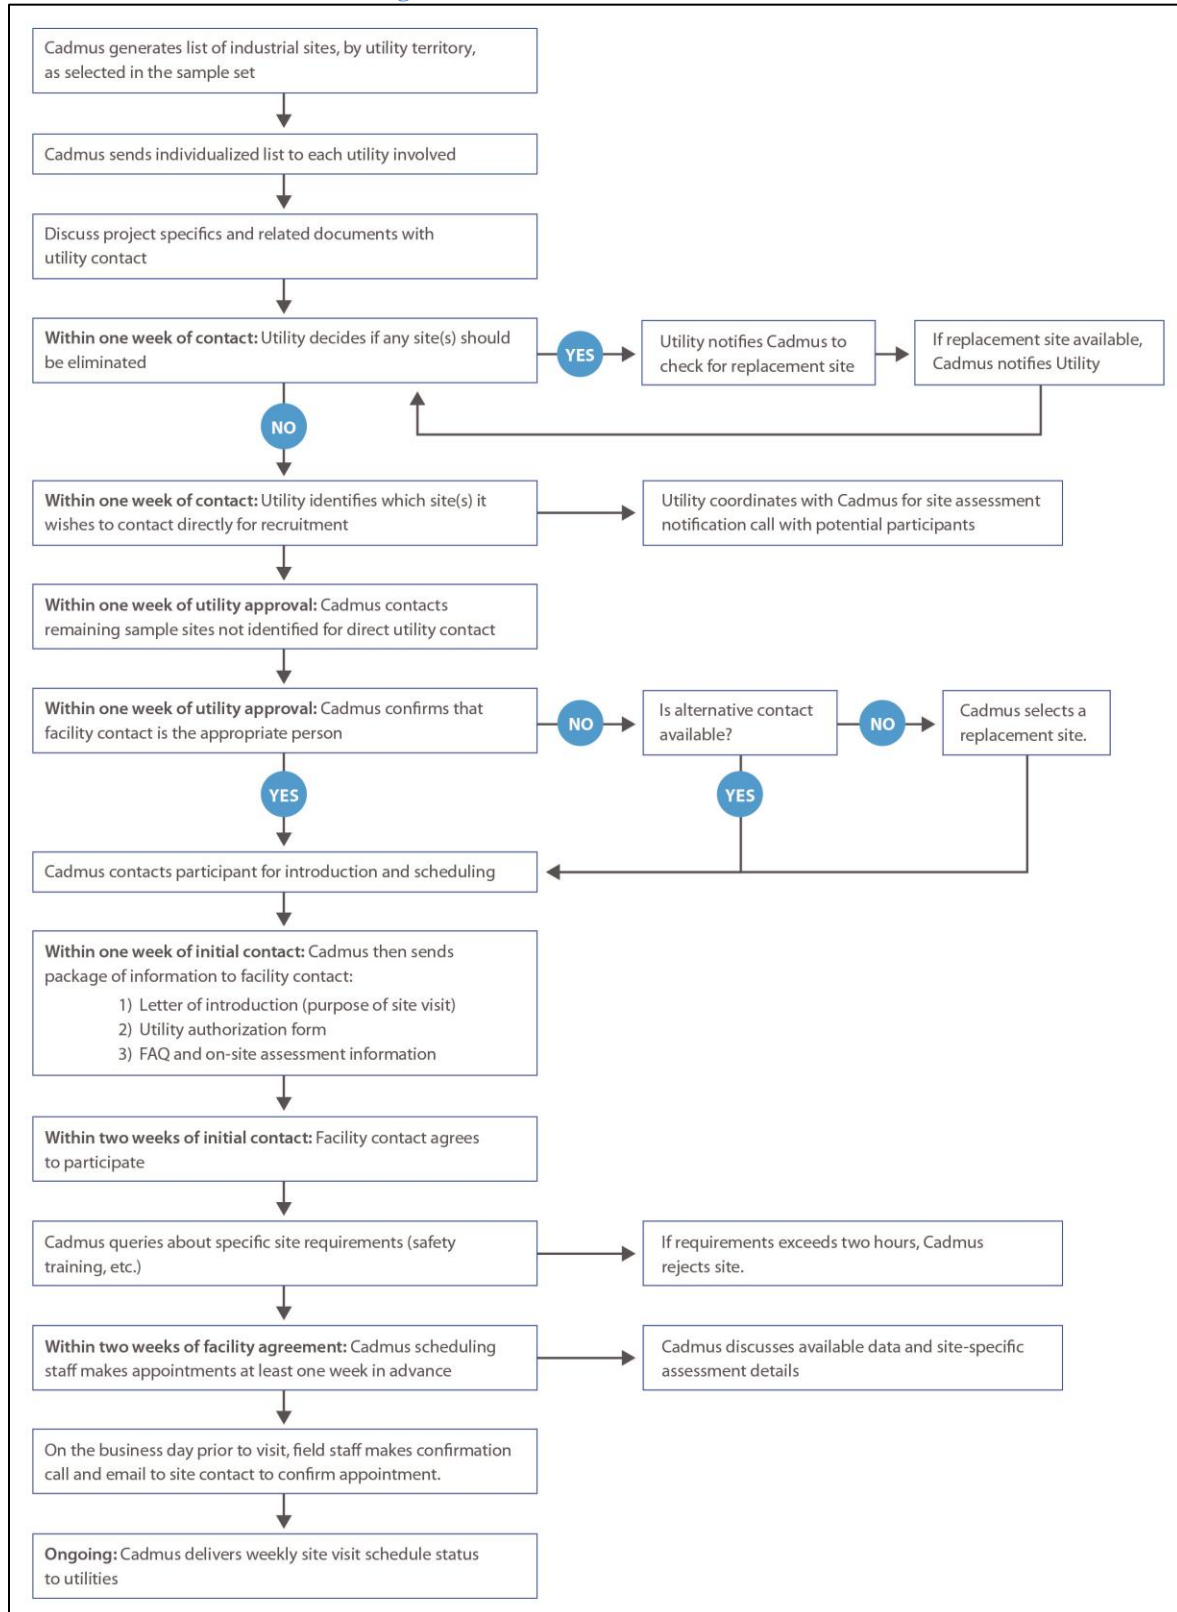 Cadmus generates list of industrial sites, by utility territory,
as selected in the sample set
Cadmus sends individualized list to each utility involved
Discuss project specifics and related documents with
utility contact
Within one week of contact: Utility decides if any site(s) should
be eliminated
YES
Utility notifies Cadmus to
check for replacement site
If replacement site available,
Cadmus notifies Utility
NO
Within one week of contact: Utility identifies which site(s) it
wishes to contact directly for recruitment
Utility coordinates with Cadmus for site assessment
notification call with potential participants
Within one week of utility approval: Cadmus contacts
remaining sample sites not identified for direct utility contact
Within one week of utility approval: Cadmus confirms that
facility contact is the appropriate person
NO
Is alternative contact
available?
NO
Cadmus selects a
replacement site.
YES
YES
Cadmus contacts participant for introduction and scheduling
Within one week of initial contact: Cadmus then sends
package of information to facility contact:
1) Letter of introduction (purpose of site visit)
2) Utility authorization form
3) FAQ and on-site assessment information
Within two weeks of initial contact: Facility contact agrees
to participate
Cadmus queries about specific site requirements (safety
training, etc.)
If requirements exceeds two hours, Cadmus
rejects site.
Within two weeks of facility agreement: Cadmus scheduling
staff makes appointments at least one week in advance
Cadmus discusses available data and site-specific
assessment details
On the business day prior to visit, field staff makes confirmation
call and email to site contact to confirm appointment.
Ongoing: Cadmus delivers weekly site visit schedule status
to utilities